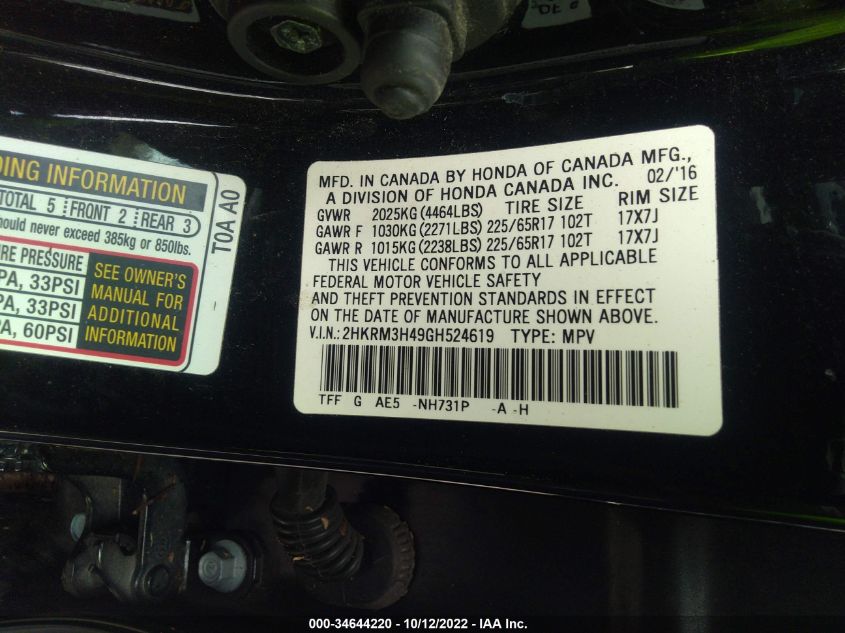 DING INFORMATION
TOTAL 5 FRONT 2 REAR 3
hould never exceed 385kg or 850lbs.
RE PRESSURE
PA, 33PSI
PA, 33PSI
PA, 60PSI
SEE OWNER'S
MANUAL FOR
ADDITIONAL
INFORMATION
T0A A0
MFD. IN CANADA BY HONDA OF CANADA MFG.,
A DIVISION OF HONDA CANADA INC. 02/'16
GVWR 2025KG(4464LBS) TIRE SIZE RIM SIZE
GAWR F 1030KG(2271LBS) 225/65R17 102T 17X7J
GAWR R 1015KG(2238LBS) 225/65R17 102T 17X7J
THIS VEHICLE CONFORMS TO ALL APPLICABLE
FEDERAL MOTOR VEHICLE SAFETY
AND THEFT PREVENTION STANDARDS IN EFFECT
ON THE DATE OF MANUFACTURE SHOWN ABOVE.
V.I.N.: 2HKRM3H49GH524619 TYPE: MPV
TFF G AE5 -NH731P -A -H
000-34644220 - 10/12/2022 - IAA Inc.